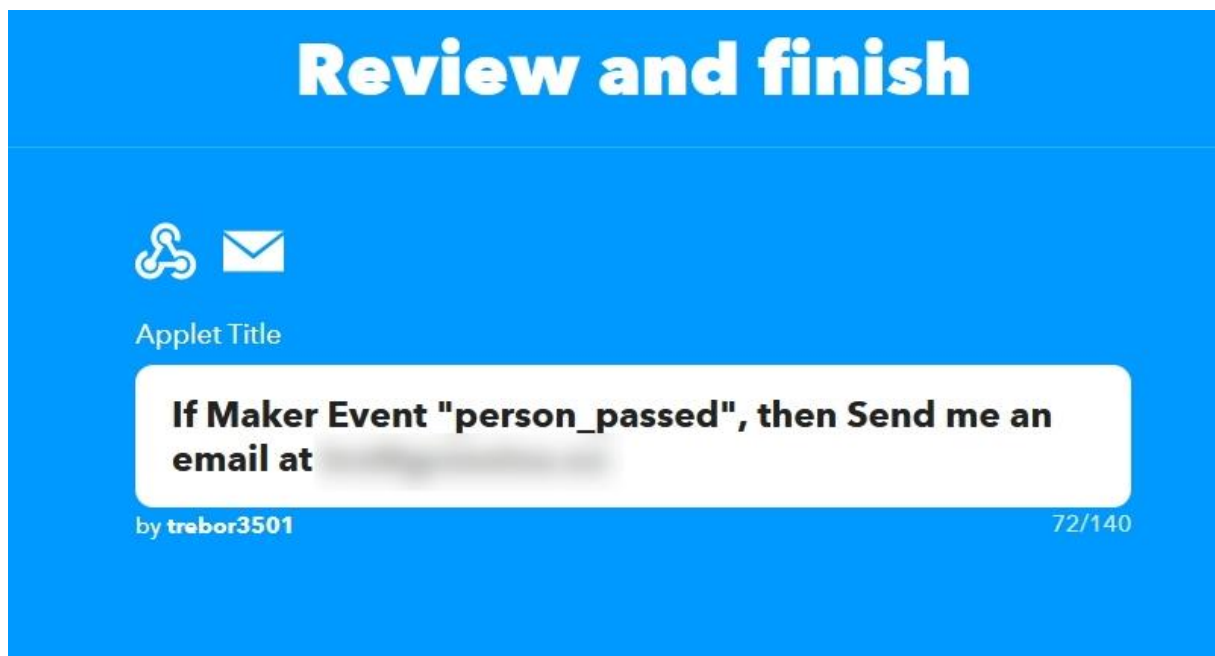 Review and finish
Applet Title
If Maker Event "person_passed", then Send me an
email at
by trebor3501
72/140